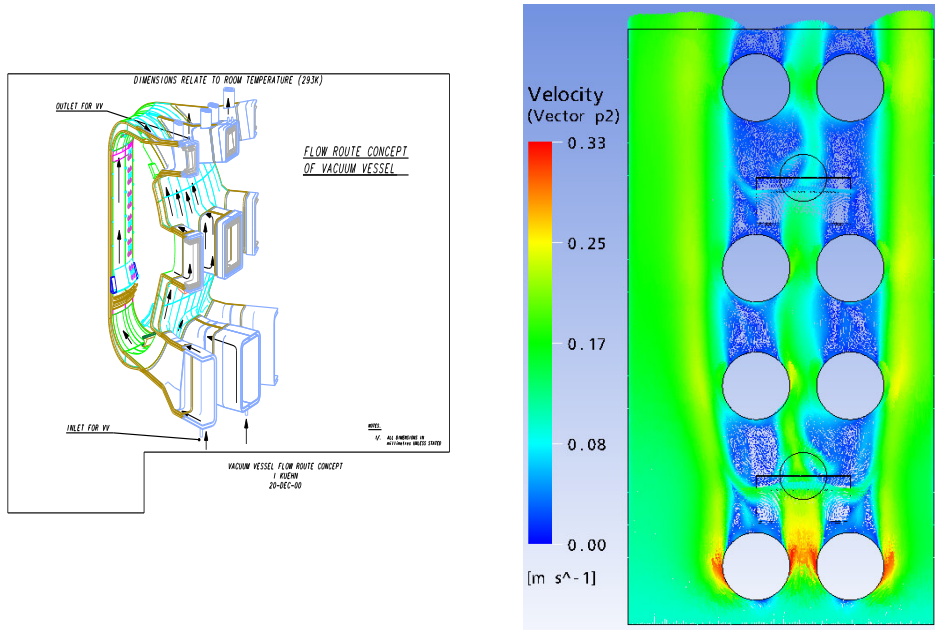 DIMENSIONS RELATE TO ROOM TEMPERATURE (293K)
OUTLET FOR VV
FLOW ROUTE CONCEPT
OF VACUUM VESSEL
INLET FOR VV
NOTES
1/. ALL DIMENSIONS IN
millimetres UNLESS STATED
VACUUM VESSEL FLOW ROUTE CONCEPT
I KUEHN
20-DEC-00
Velocity
(Vector p2)
0.33
0.25
0.17
0.08
0.00
[m s^-1]